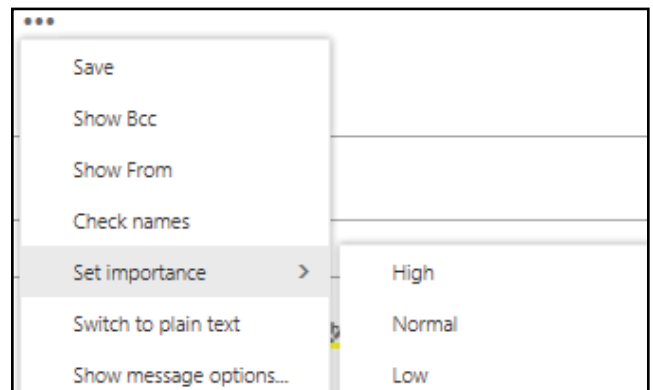 •••
Save
Show Bcc
Show From
Check names
Set importance >
High
Switch to plain text
Normal
Show message options...
Low